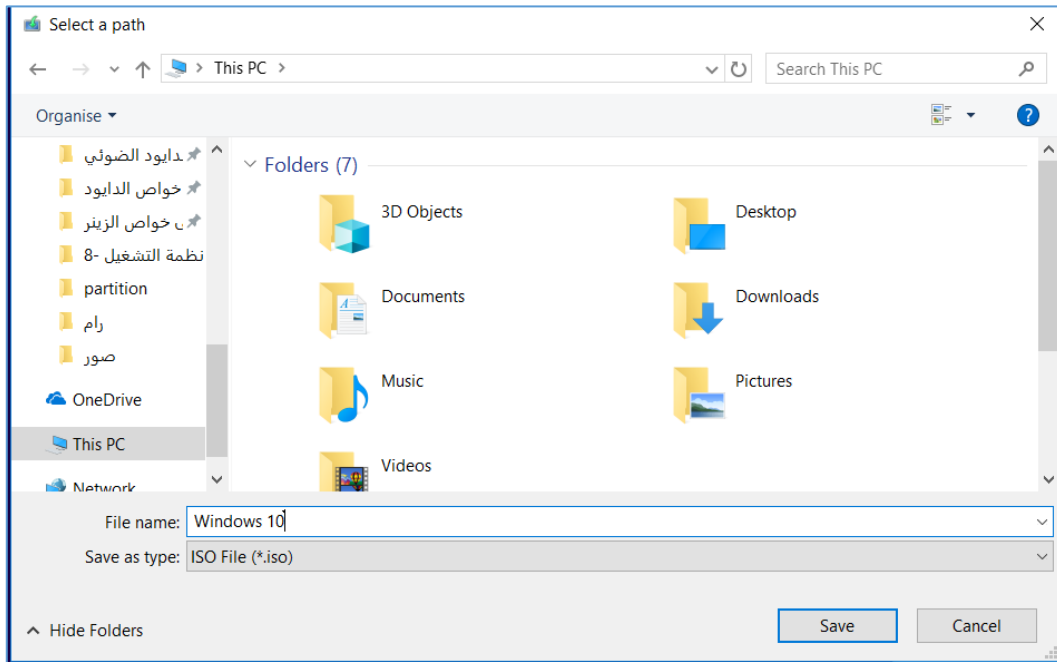 Select a path
This PC
Search This PC
Organise
دايود الضوئي
خواص الدايود
خواص الزينر
نظمة التشغيل -8
partition
رام
صور
OneDrive
This PC
Network
Folders (7)
3D Objects
Desktop
Documents
Downloads
Music
Pictures
Videos
File name: Windows 10
Save as type: ISO File (*.iso)
Hide Folders
Save
Cancel